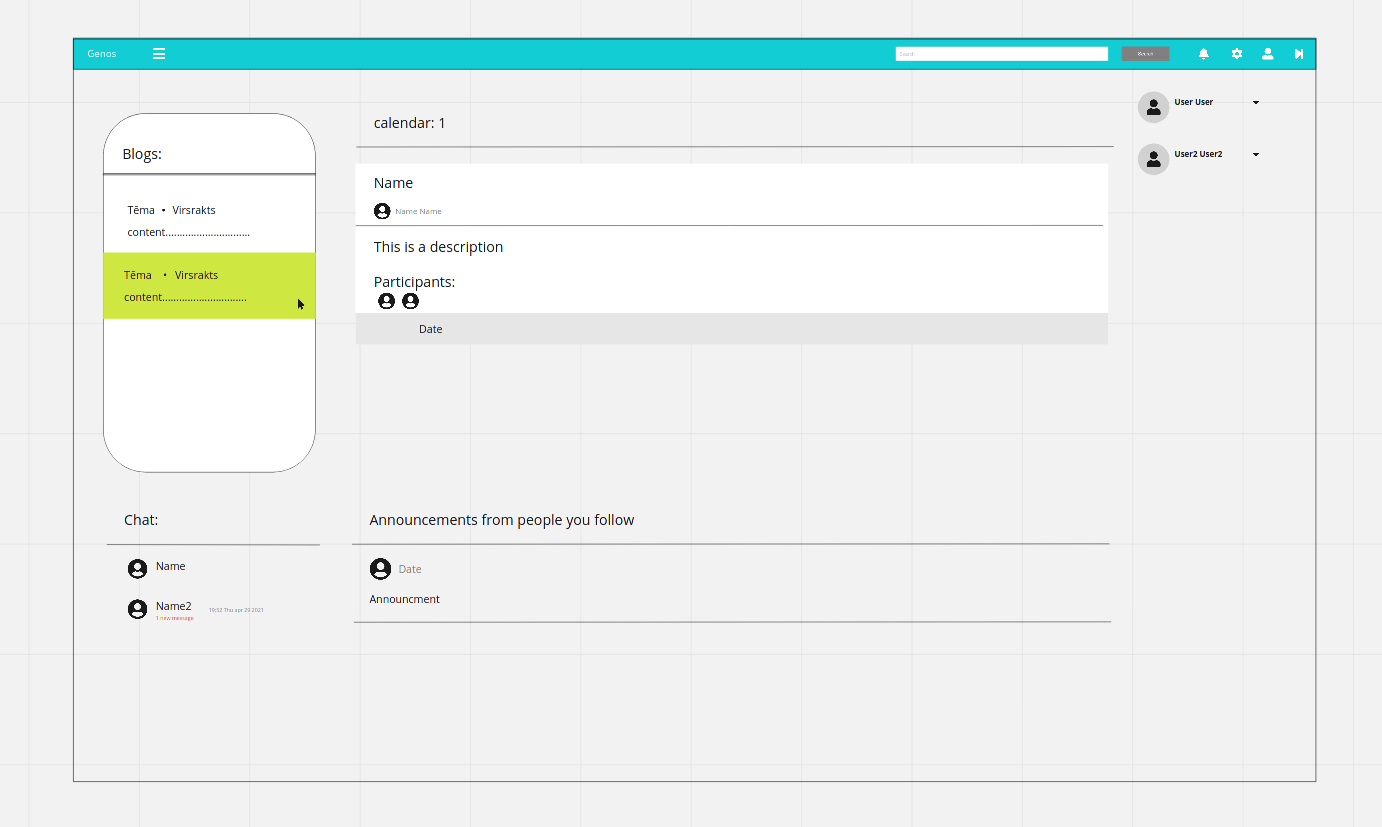 Genos
Search
Search
User User
User2 User2
Blogs:
Tēma • Virsrakts
content..............................
Tēma • Virsrakts
content..............................
calendar: 1
Name
Name Name
This is a description
Participants:
Date
Chat:
Name
Name2
19:52 Thu apr 29 2021
1 new message
Announcements from people you follow
Date
Announcment